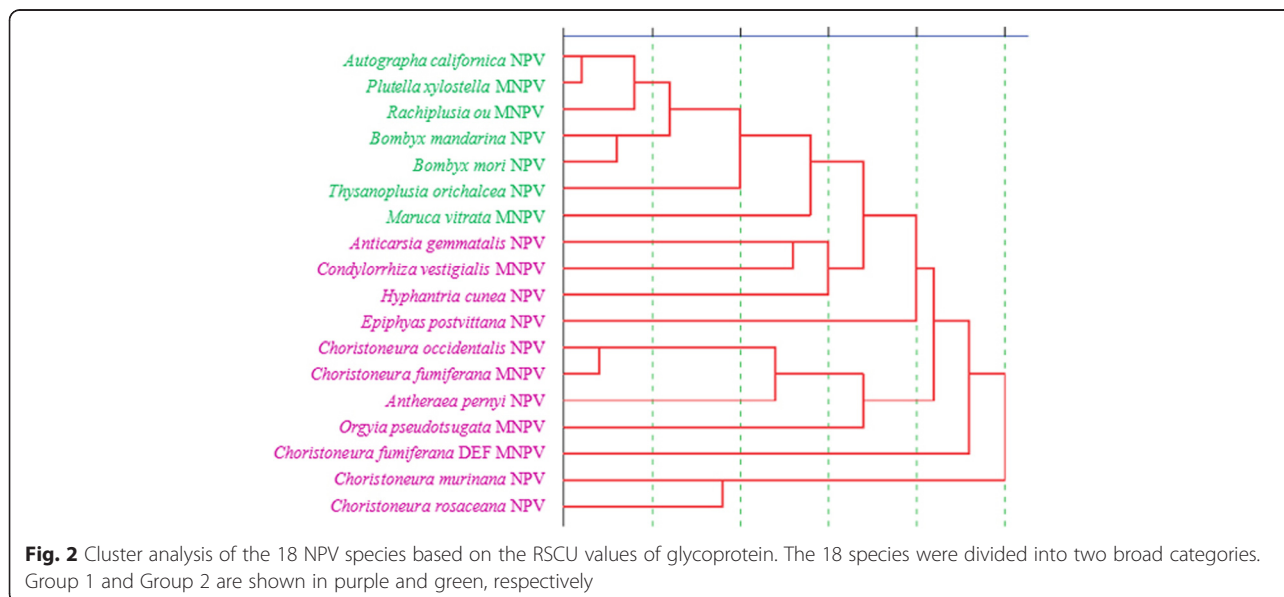 Autographa californica NPV
Plutella xylostella MNPV
Rachiplusia ou MNPV
Bombyx mandarina NPV
Bombyx mori NPV
Thysanoplusia orichalcea NPV
Maruca vitrata MNPV
Anticarsia gemmatalis NPV
Condylorrhiza vestigialis MNPV
Hyphantria cunea NPV
Epiphyas postvittana NPV
Choristoneura occidentalis NPV
Choristoneura fumiferana MNPV
Antheraea pernyi NPV
Orgyia pseudotsugata MNPV
Choristoneura fumiferana DEF MNPV
Choristoneura murinana NPV
Choristoneura rosaceana NPV
Fig. 2 Cluster analysis of the 18 NPV species based on the RSCU values of glycoprotein. The 18 species were divided into two broad categories.
Group 1 and Group 2 are shown in purple and green, respectively